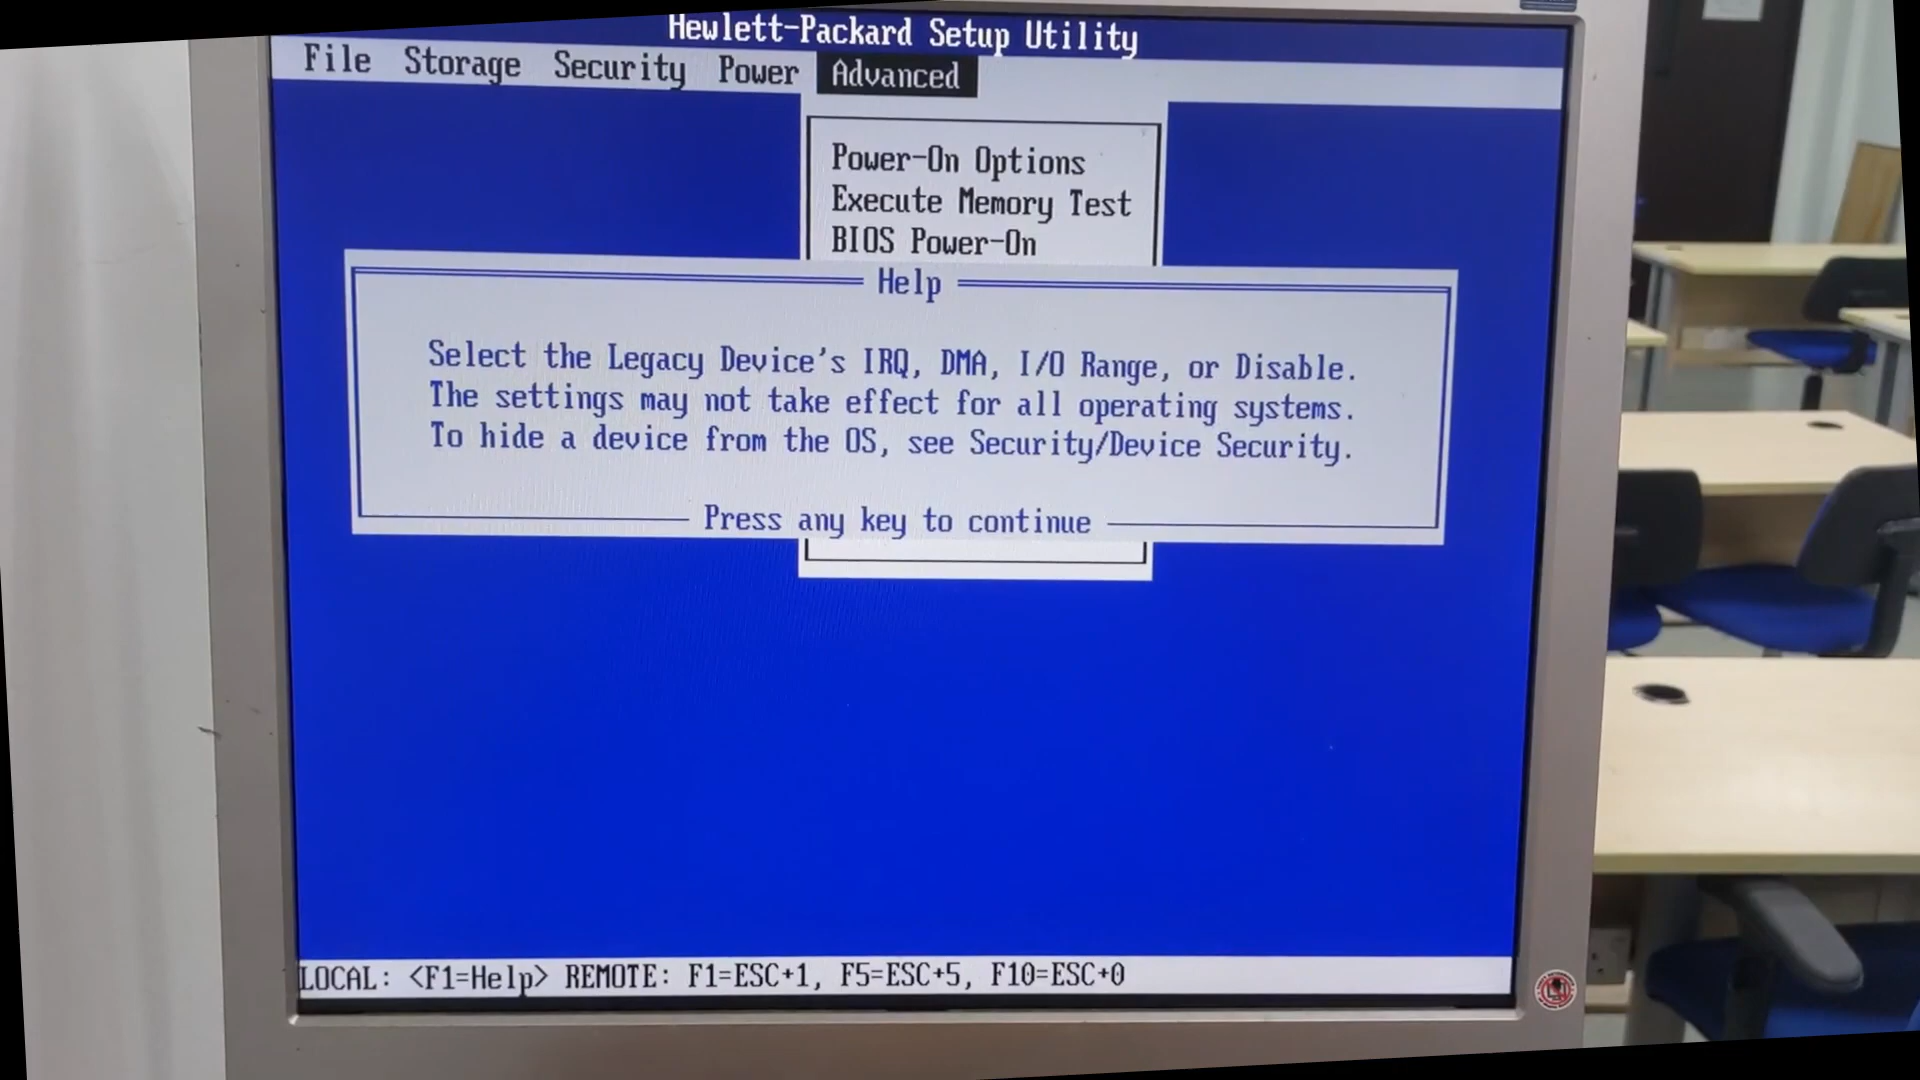 Hewlett-Packard Setup Utility
File Storage Security Power Advanced
Power-On Options
Execute Memory Test
BIOS Power-On
Help
Select the Legacy Device's IRQ, DMA, I/O Range, or Disable.
The settings may not take effect for all operating systems.
To hide a device from the OS, see Security/Device Security.
Press any key to continue
LOCAL: <F1=Help> REMOTE: F1=ESC+1, F5=ESC+5, F10=ESC+0